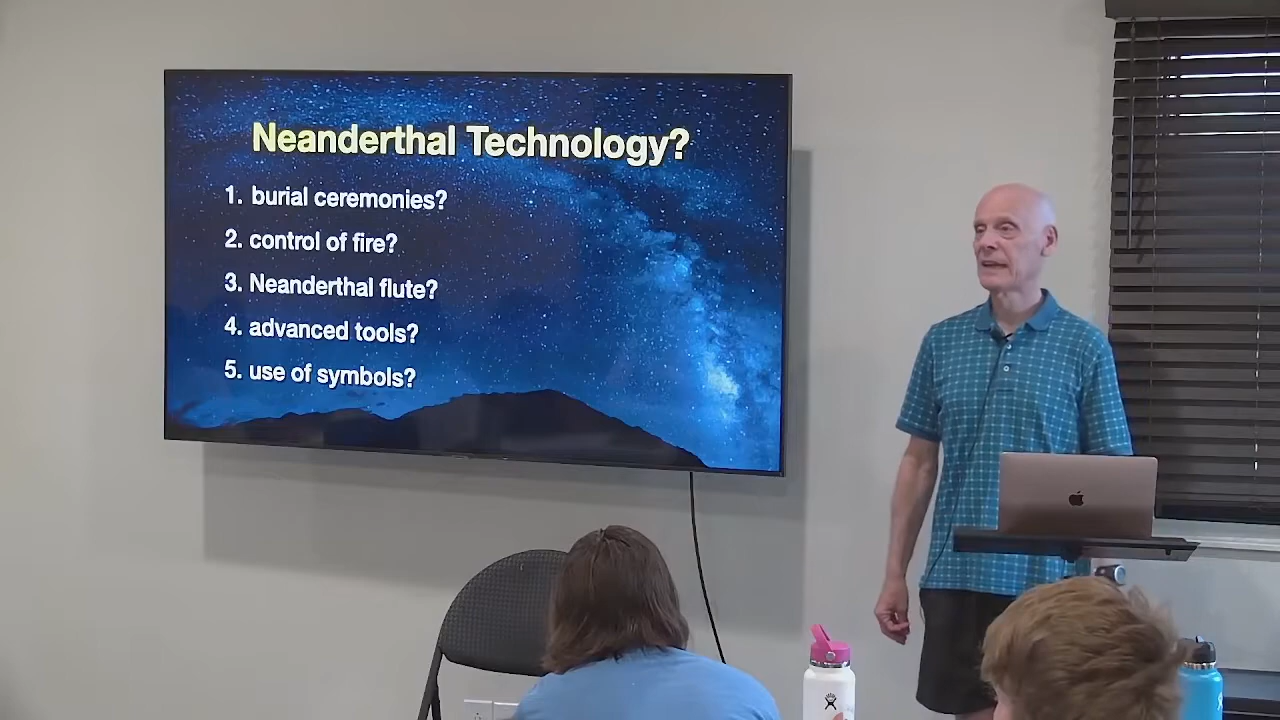 Neanderthal Technology?
1. burial ceremonies?
2. control of fire?
3. Neanderthal flute?
4. advanced tools?
5. use of symbols?